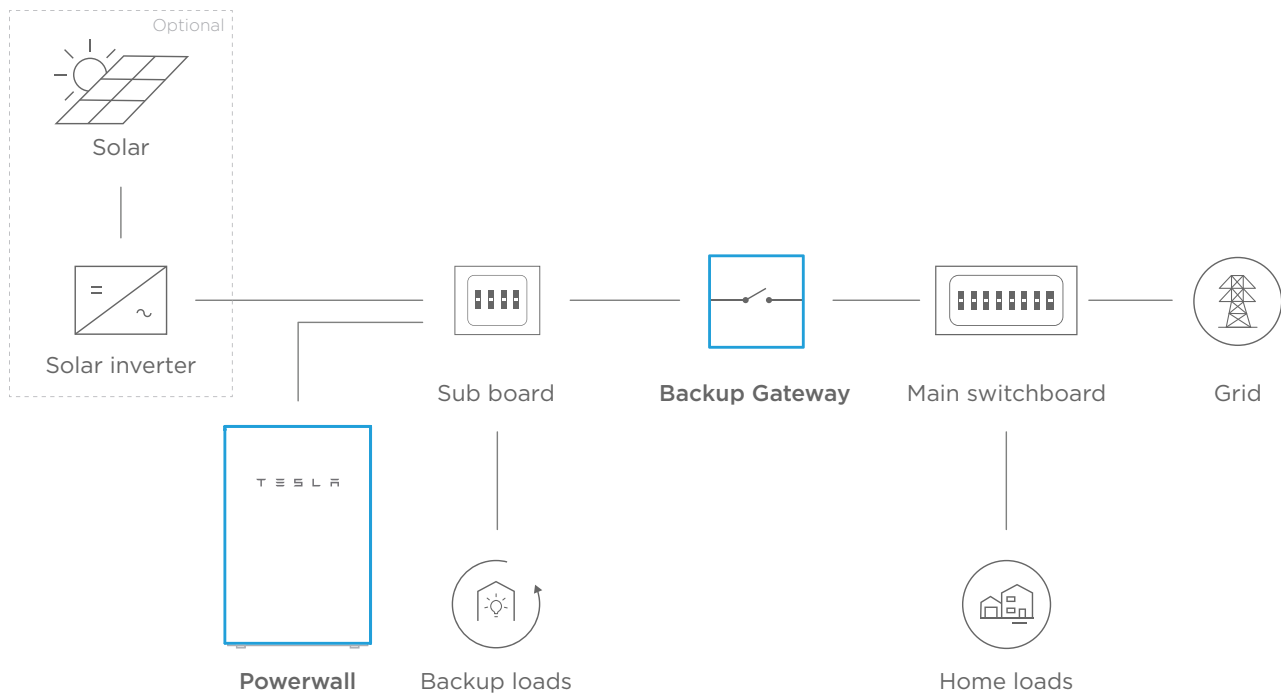 Optional
Solar
Solar inverter
Sub board
Backup Gateway
Main switchboard
Grid
TESLA
Powerwall
Backup loads
Home loads